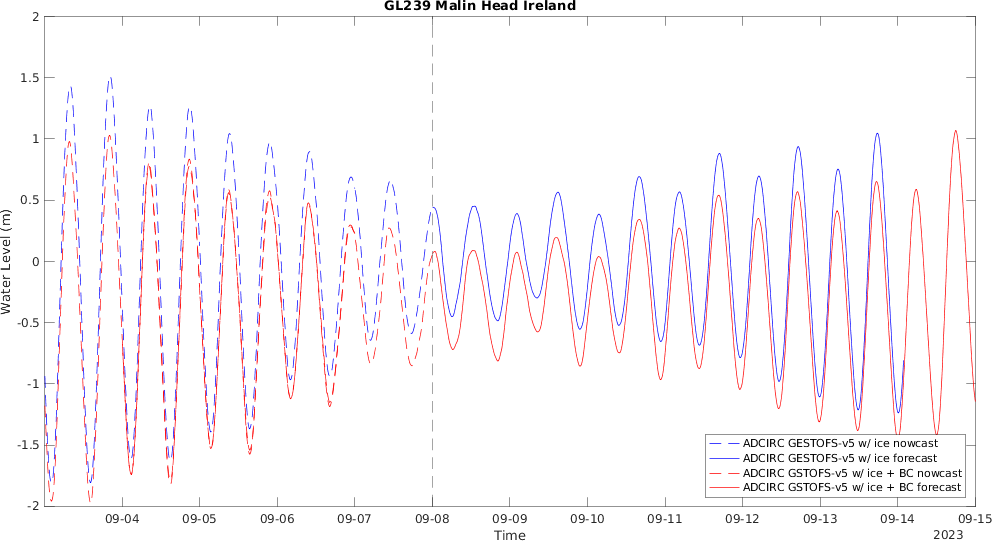 GL239 Malin Head Ireland
2
1.5
1
0.5
0
-0.5
-1
-1.5
-2
Water Level (m)
09-04 09-05 09-06 09-07 09-08 09-09 09-10 09-11 09-12 09-13 09-14 09-15
Time
2023
ADCIRC GESTOFS-v5 w/ ice nowcast
ADCIRC GESTOFS-v5 w/ ice forecast
ADCIRC GSTOFS-v5 w/ ice + BC nowcast
ADCIRC GSTOFS-v5 w/ ice + BC forecast